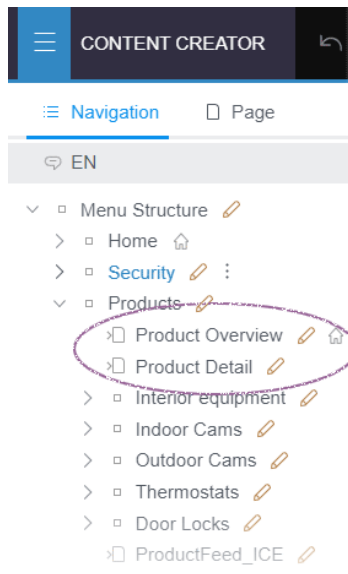 CONTENT CREATOR
Navigation Page
EN
Menu Structure
Home
Security
Products
Product Overview
Product Detail
Interior equipment
Indoor Cams
Outdoor Cams
Thermostats
Door Locks
ProductFeed_ICE